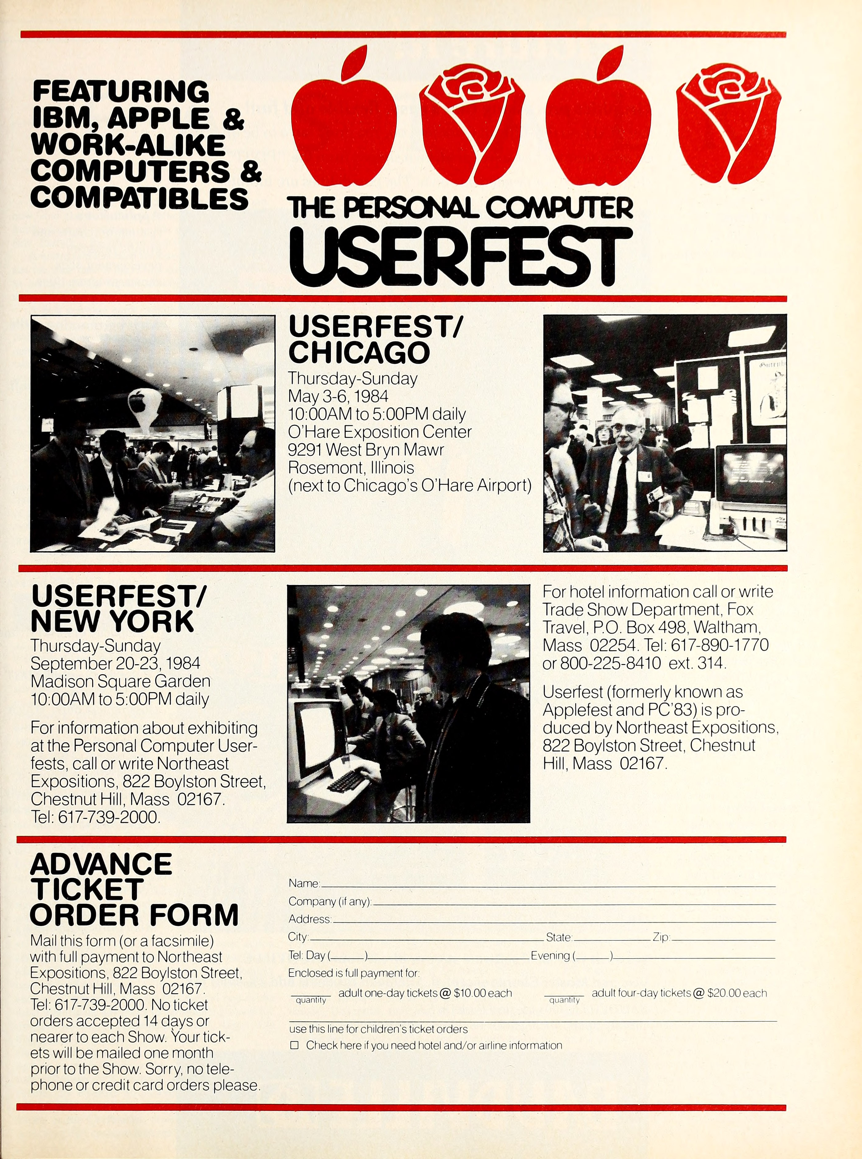 FEATURING
IBM, APPLE &
WORK-ALIKE
COMPUTERS &
COMPATIBLES
THE PERSONAL COMPUTER
USERFEST
USERFEST/
CHICAGO
Thursday-Sunday
May 3-6, 1984
10:00AM to 5:00PM daily
O'Hare Exposition Center
9291 West Bryn Mawr
Rosemont, Illinois
(next to Chicago's O'Hare Airport)
USERFEST/
NEW YORK
Thursday-Sunday
September 20-23, 1984
Madison Square Garden
10:00AM to 5:00PM daily
For information about exhibiting
at the Personal Computer User-
fests, call or write Northeast
Expositions, 822 Boylston Street,
Chestnut Hill, Mass 02167.
Tel: 617-739-2000.
For hotel information call or write
Trade Show Department, Fox
Travel, P.O. Box 498, Waltham,
Mass 02254. Tel: 617-890-1770
or 800-225-8410 ext. 314.
Userfest (formerly known as
Applefest and PC'83) is pro-
duced by Northeast Expositions,
822 Boylston Street, Chestnut
Hill, Mass 02167.
ADVANCE
TICKET
ORDER FORM
Mail this form (or a facsimile)
with full payment to Northeast
Expositions, 822 Boylston Street,
Chestnut Hill, Mass 02167.
Tel: 617-739-2000. No ticket
orders accepted 14 days or
nearer to each Show. Your tick-
ets will be mailed one month
prior to the Show. Sorry, no tele-
phone or credit card orders please.
Name:
Company (if any):
Address:
City: State: Zip:
Tel: Day ( ) Evening ( )
Enclosed is full payment for:
adult one-day tickets @ $10.00 each adult four-day tickets @ $20.00 each
quantity quantity
use this line for children's ticket orders
Check here if you need hotel and/or airline information